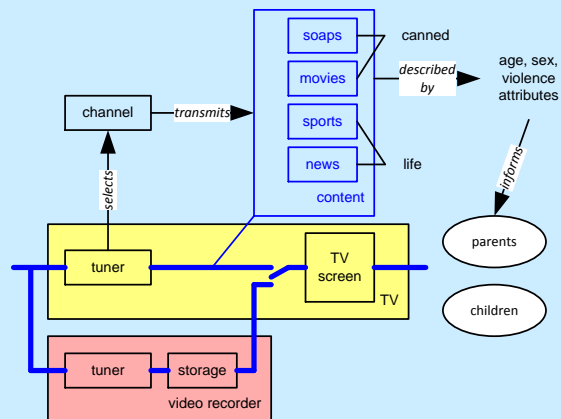 soaps
canned
movies
described
by
age, sex,
violence
attributes
channel
transmits
sports
news
life
content
selects
informs
parents
tuner
TV
screen
TV
children
tuner
storage
video recorder